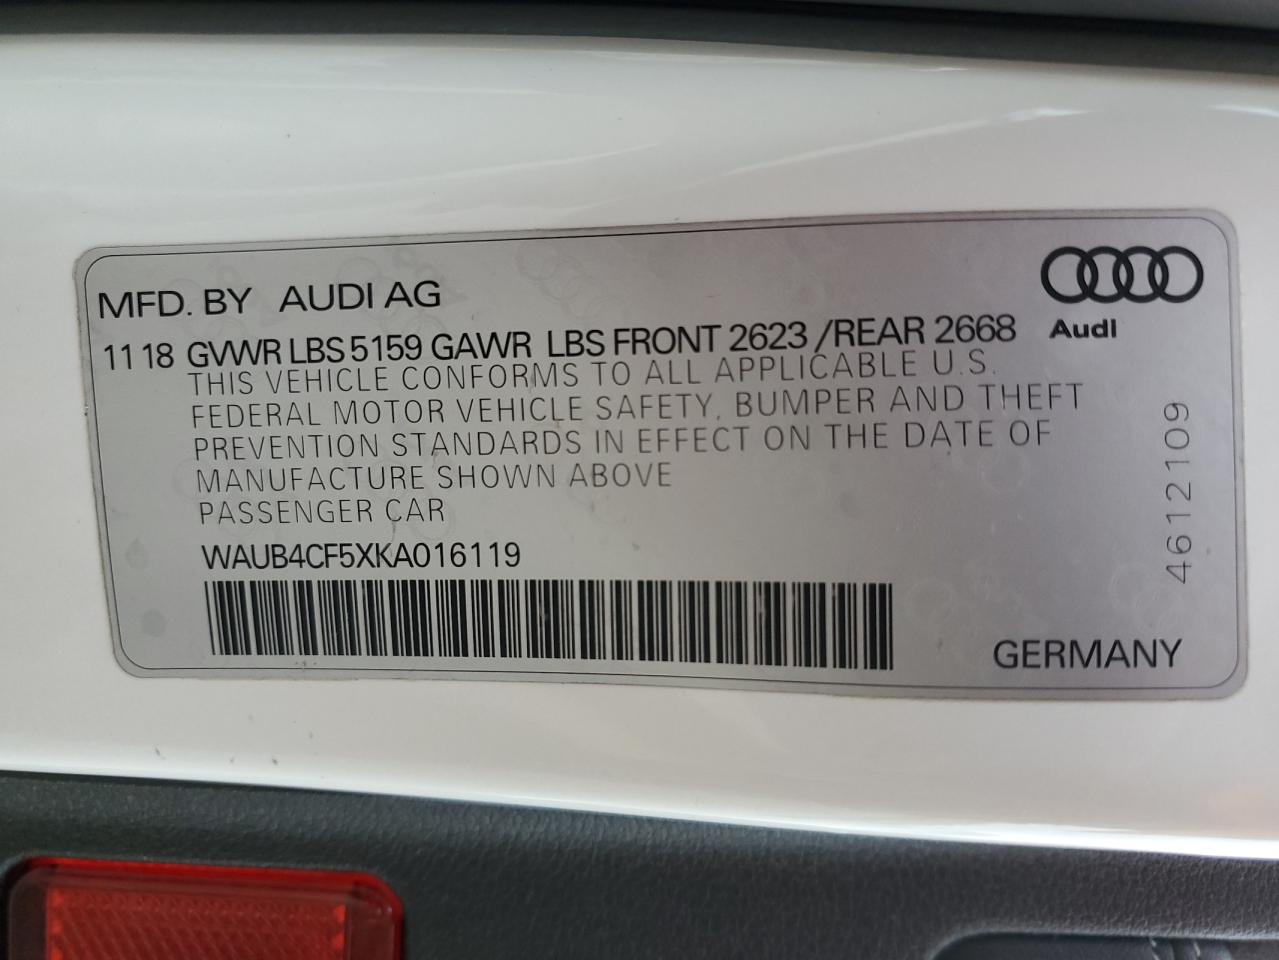 MFD. BY AUDI AG
11 18 GVWR LBS 5159 GAWR LBS FRONT 2623 /REAR 2668
Audi
THIS VEHICLE CONFORMS TO ALL APPLICABLE U.S.
FEDERAL MOTOR VEHICLE SAFETY, BUMPER AND THEFT
PREVENTION STANDARDS IN EFFECT ON THE DATE OF
MANUFACTURE SHOWN ABOVE
PASSENGER CAR
WAUB4CF5XKA016119
4612109
GERMANY